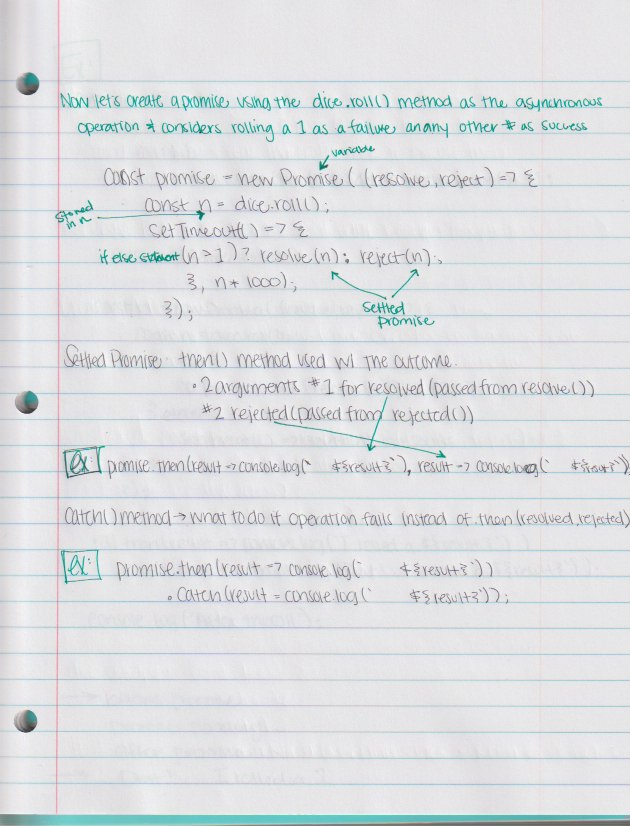 Now let's create a promise using the dice.roll() method as the asynchronous
operation & considers rolling a 1 as a failure an any other # as success
variable
const promise = new Promise( (resolve, reject) => {
stored in n
const n = dice.roll();
setTimeout(() => {
if else statement (n > 1) ? resolve(n) : reject(n);
}, n * 1000);
});
settled
promise
Settled Promise . then() method used w/ the outcome.
• 2 arguments #1 for resolved (passed from resolve())
#2 rejected (passed from rejected())
ex: promise.then(result => console.log(` ${result}`), result => console.log(` ${result}`));
Catch() method → what to do if operation fails instead of .then(resolved, rejected)
ex: promise.then(result => console.log(` ${result}`))
.catch(result = console.log(` ${result}`));